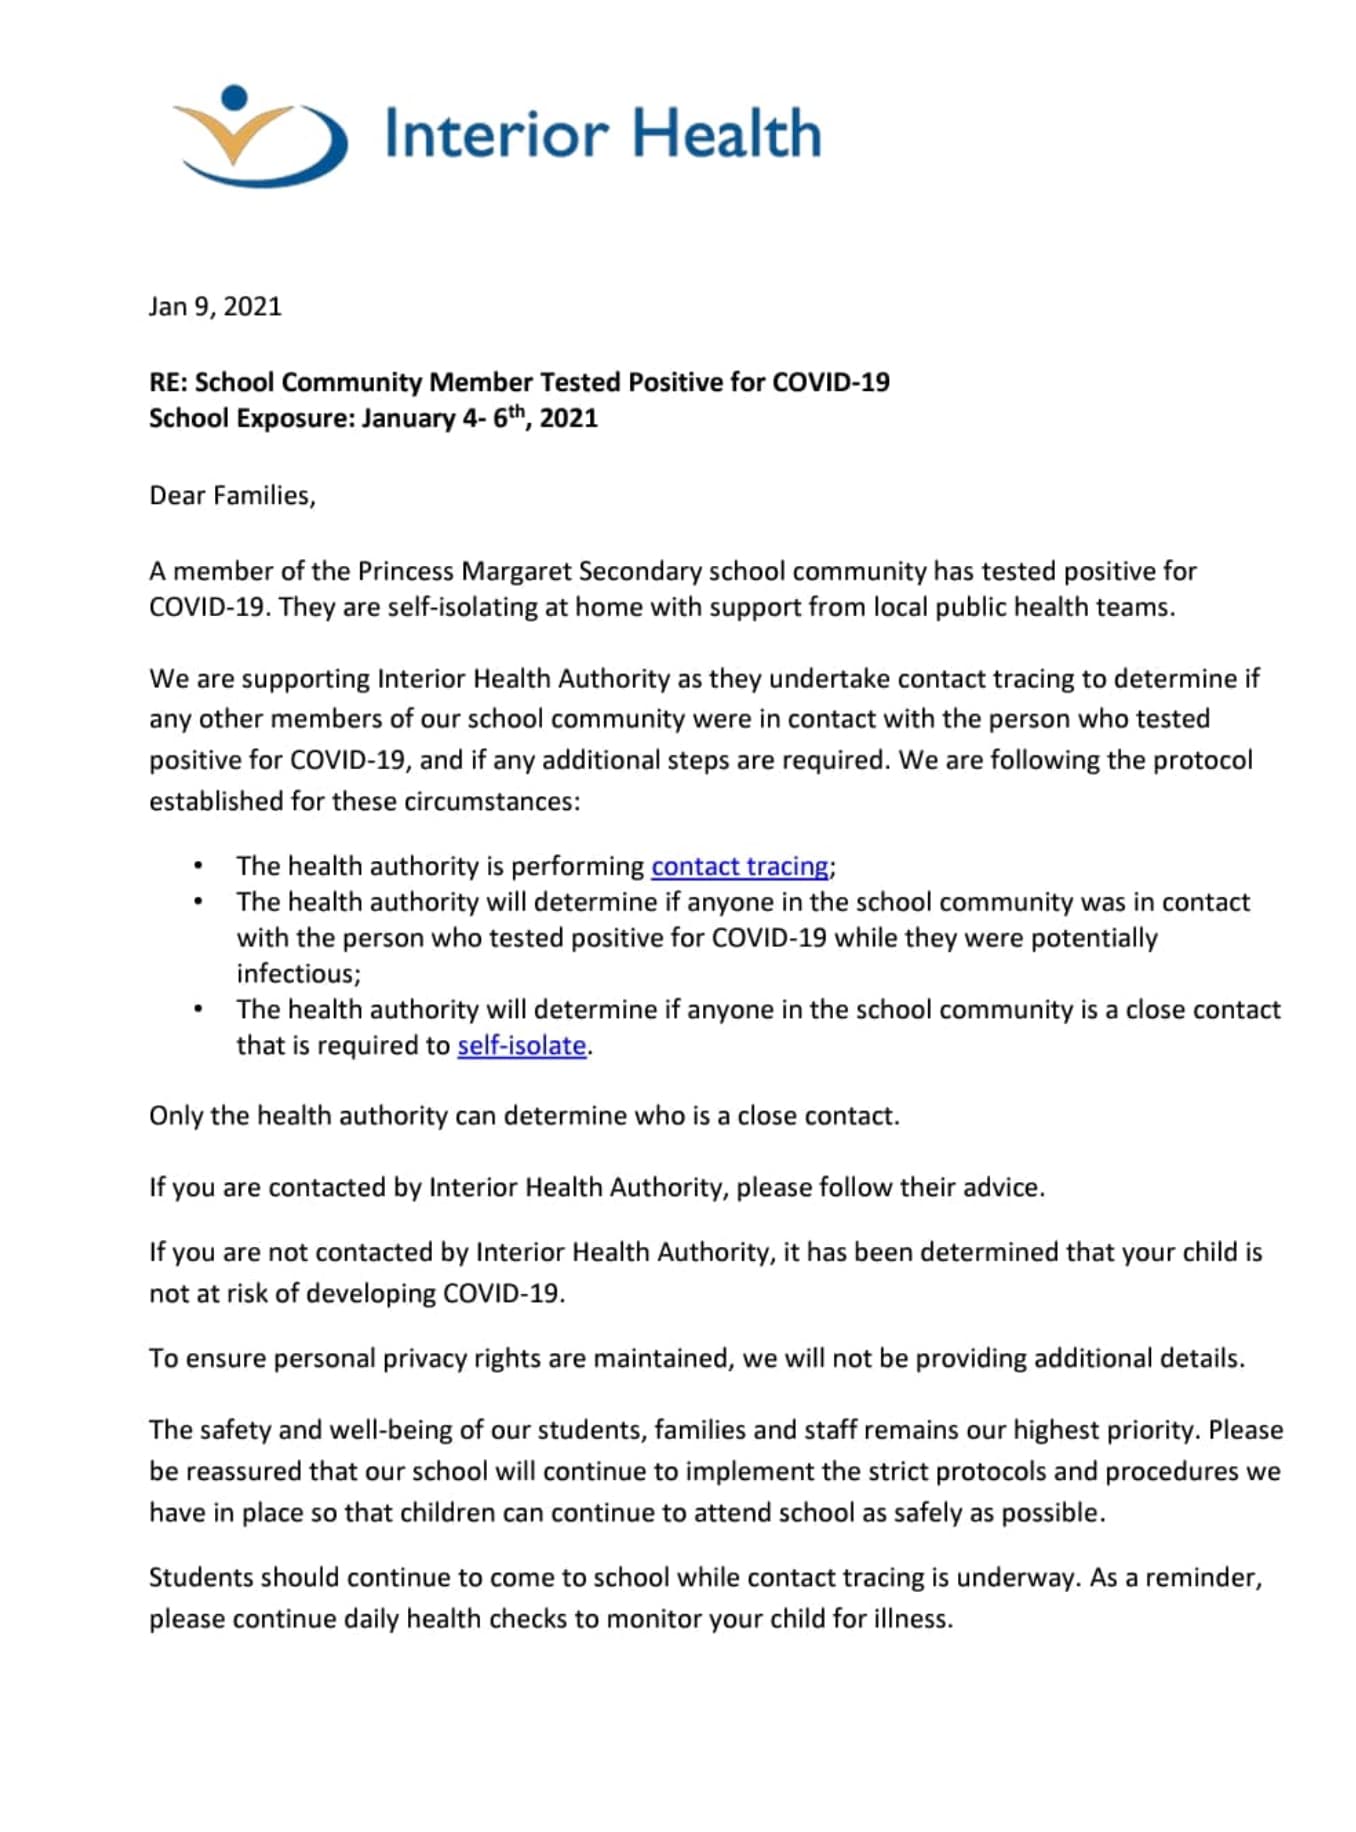 Interior Health
Jan 9, 2021
RE: School Community Member Tested Positive for COVID-19
School Exposure: January 4- 6th, 2021
Dear Families,
A member of the Princess Margaret Secondary school community has tested positive for
COVID-19. They are self-isolating at home with support from local public health teams.
We are supporting Interior Health Authority as they undertake contact tracing to determine if
any other members of our school community were in contact with the person who tested
positive for COVID-19, and if any additional steps are required. We are following the protocol
established for these circumstances:
• The health authority is performing contact tracing;
• The health authority will determine if anyone in the school community was in contact
with the person who tested positive for COVID-19 while they were potentially
infectious;
• The health authority will determine if anyone in the school community is a close contact
that is required to self-isolate.
Only the health authority can determine who is a close contact.
If you are contacted by Interior Health Authority, please follow their advice.
If you are not contacted by Interior Health Authority, it has been determined that your child is
not at risk of developing COVID-19.
To ensure personal privacy rights are maintained, we will not be providing additional details.
The safety and well-being of our students, families and staff remains our highest priority. Please
be reassured that our school will continue to implement the strict protocols and procedures we
have in place so that children can continue to attend school as safely as possible.
Students should continue to come to school while contact tracing is underway. As a reminder,
please continue daily health checks to monitor your child for illness.